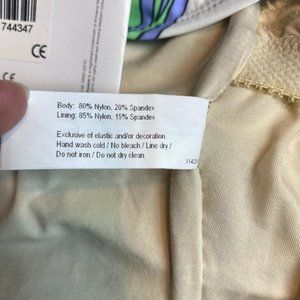 744347
CE
CE
Body: 80% Nylon, 20% Spandex
Lining: 85% Nylon, 15% Spandex
Exclusive of elastic and/or decoration
Hand wash cold / No bleach / Line dry /
Do not iron / Do not dry clean